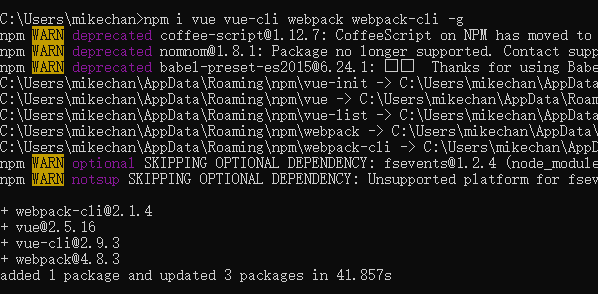 C:\Users\mikechan>npm i vue vue-cli webpack webpack-cli -g
npm WARN deprecated coffee-script@1.12.7: CoffeeScript on NPM has moved to
npm WARN deprecated nomnom@1.8.1: Package no longer supported. Contact supp
npm WARN deprecated babel-preset-es2015@6.24.1: □□ Thanks for using Babe
C:\Users\mikechan\AppData\Roaming\npm\vue-init -> C:\Users\mikechan\AppData
C:\Users\mikechan\AppData\Roaming\npm\vue -> C:\Users\mikechan\AppData\Roam
C:\Users\mikechan\AppData\Roaming\npm\vue-list -> C:\Users\mikechan\AppData
C:\Users\mikechan\AppData\Roaming\npm\webpack -> C:\Users\mikechan\AppData\
C:\Users\mikechan\AppData\Roaming\npm\webpack-cli -> C:\Users\mikechan\AppD
npm WARN optional SKIPPING OPTIONAL DEPENDENCY: fsevents@1.2.4 (node_module
npm WARN notsup SKIPPING OPTIONAL DEPENDENCY: Unsupported platform for fsev
+ webpack-cli@2.1.4
+ vue@2.5.16
+ vue-cli@2.9.3
+ webpack@4.8.3
added 1 package and updated 3 packages in 41.857s